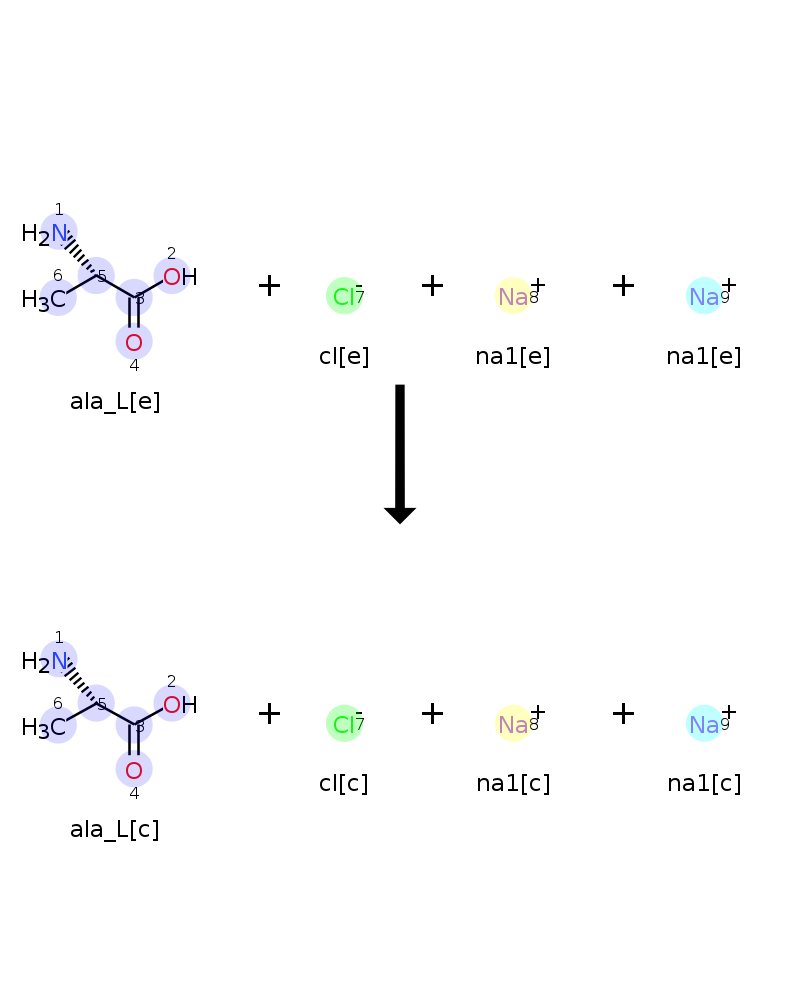 1
H2N
2
6 5 OH
H3C 3 + Cl-7 + Na+8 + Na+9
O
4
cl[e] na1[e] na1[e]
ala_L[e]
1
H2N
2
6 5 OH
H3C 3 + Cl-7 + Na+8 + Na+9
O
4
cl[c] na1[c] na1[c]
ala_L[c]